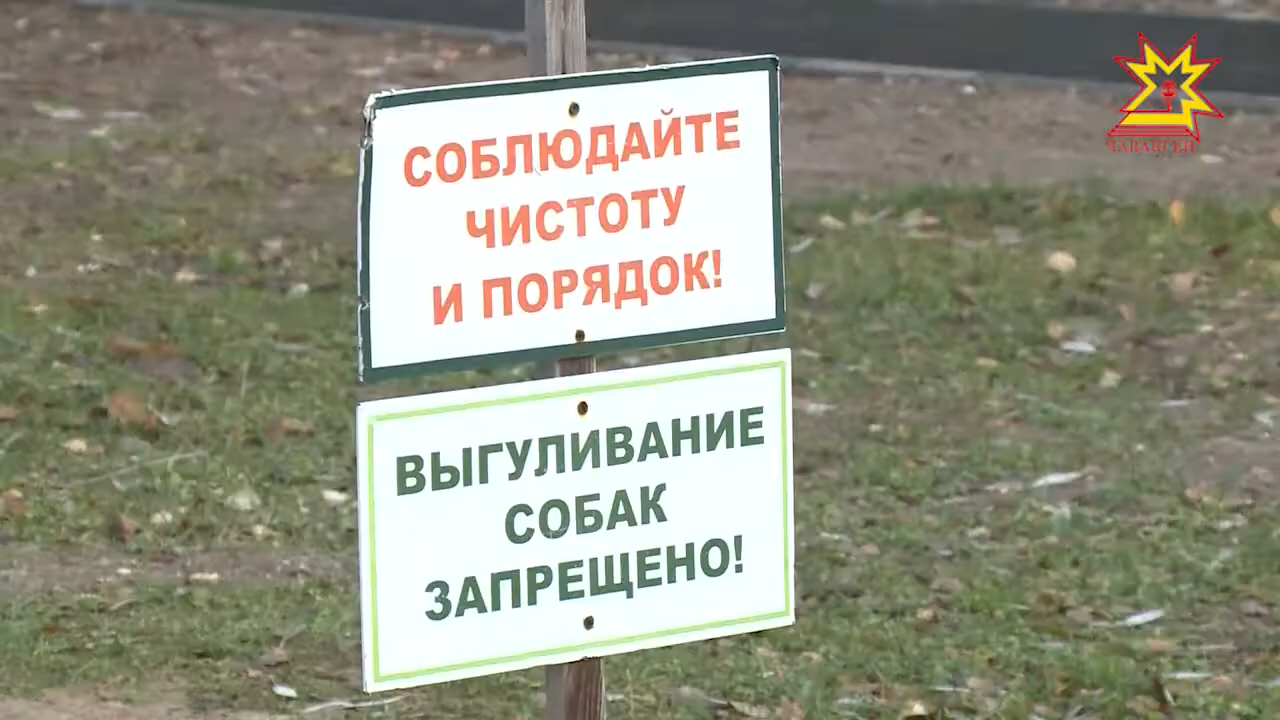 СОБЛЮДАЙТЕ
ЧИСТОТУ
И ПОРЯДОК!
ВЫГУЛИВАНИЕ
СОБАК
ЗАПРЕЩЕНО!